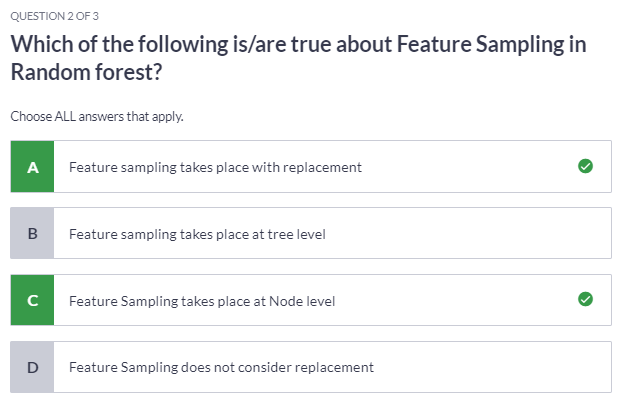 QUESTION 2 OF 3
Which of the following is/are true about Feature Sampling in
Random forest?
Choose ALL answers that apply.
A Feature sampling takes place with replacement
B Feature sampling takes place at tree level
C Feature Sampling takes place at Node level
D Feature Sampling does not consider replacement